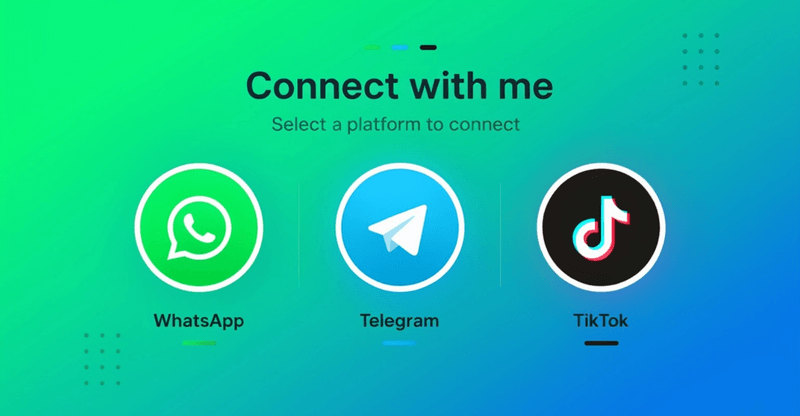 Connect with me
Select a platform to connect
WhatsApp
Telegram
TikTok